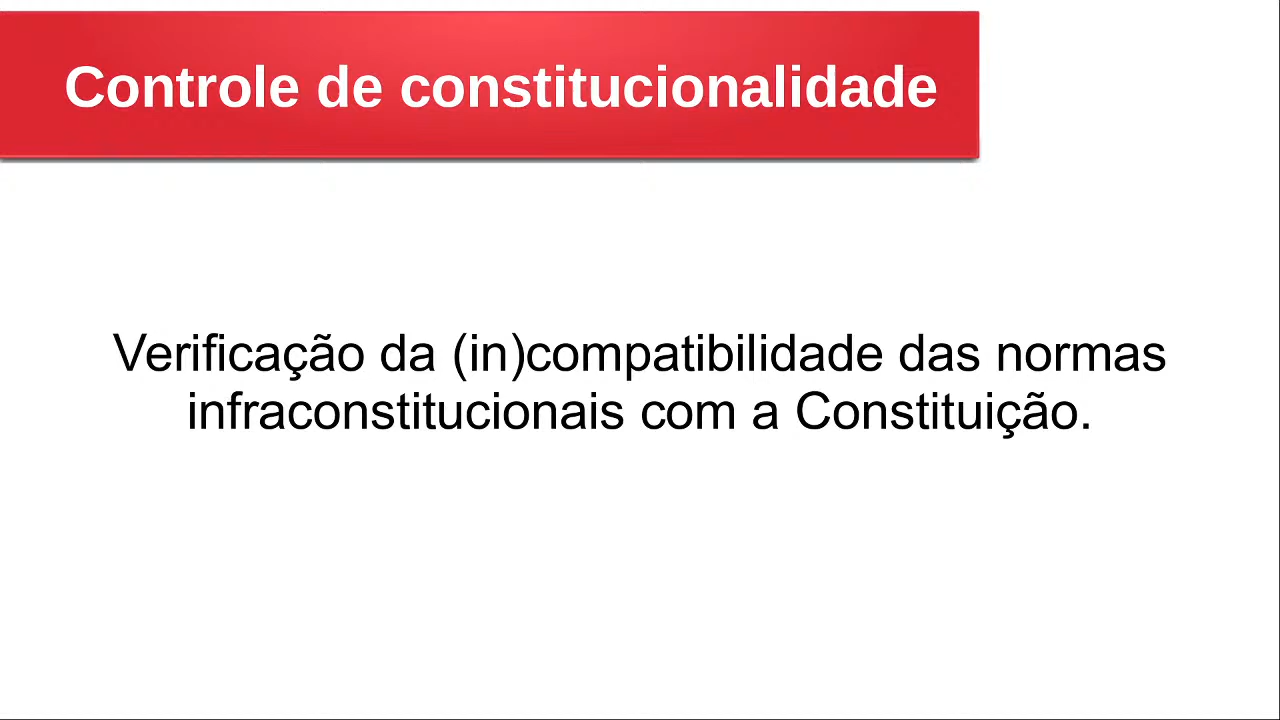 Controle de constitucionalidade
Verificação da (in)compatibilidade das normas
infraconstitucionais com a Constituição.